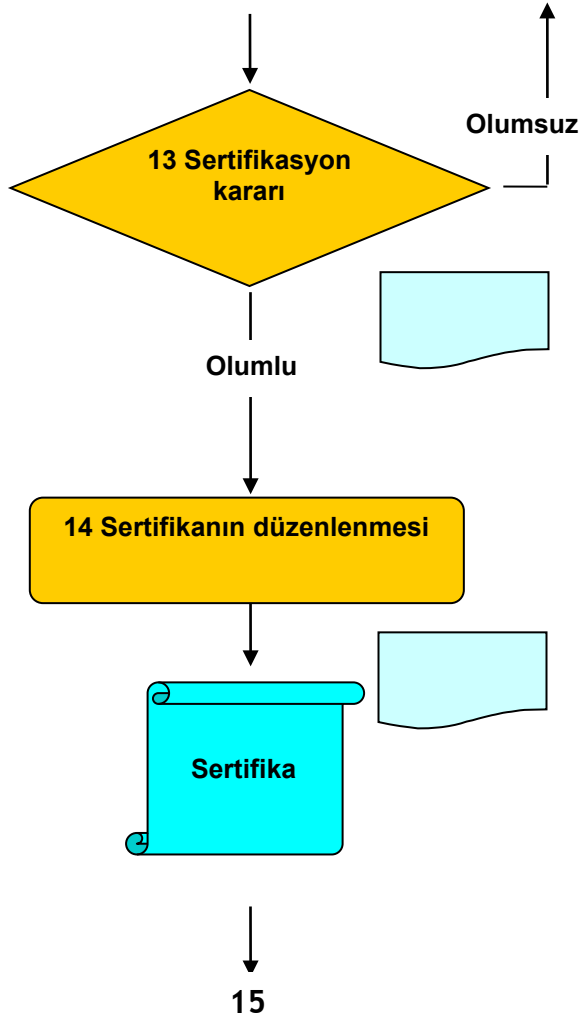 Olumsuz
13 Sertifikasyon
kararı
Olumlu
14 Sertifikanın düzenlenmesi
Sertifika
15